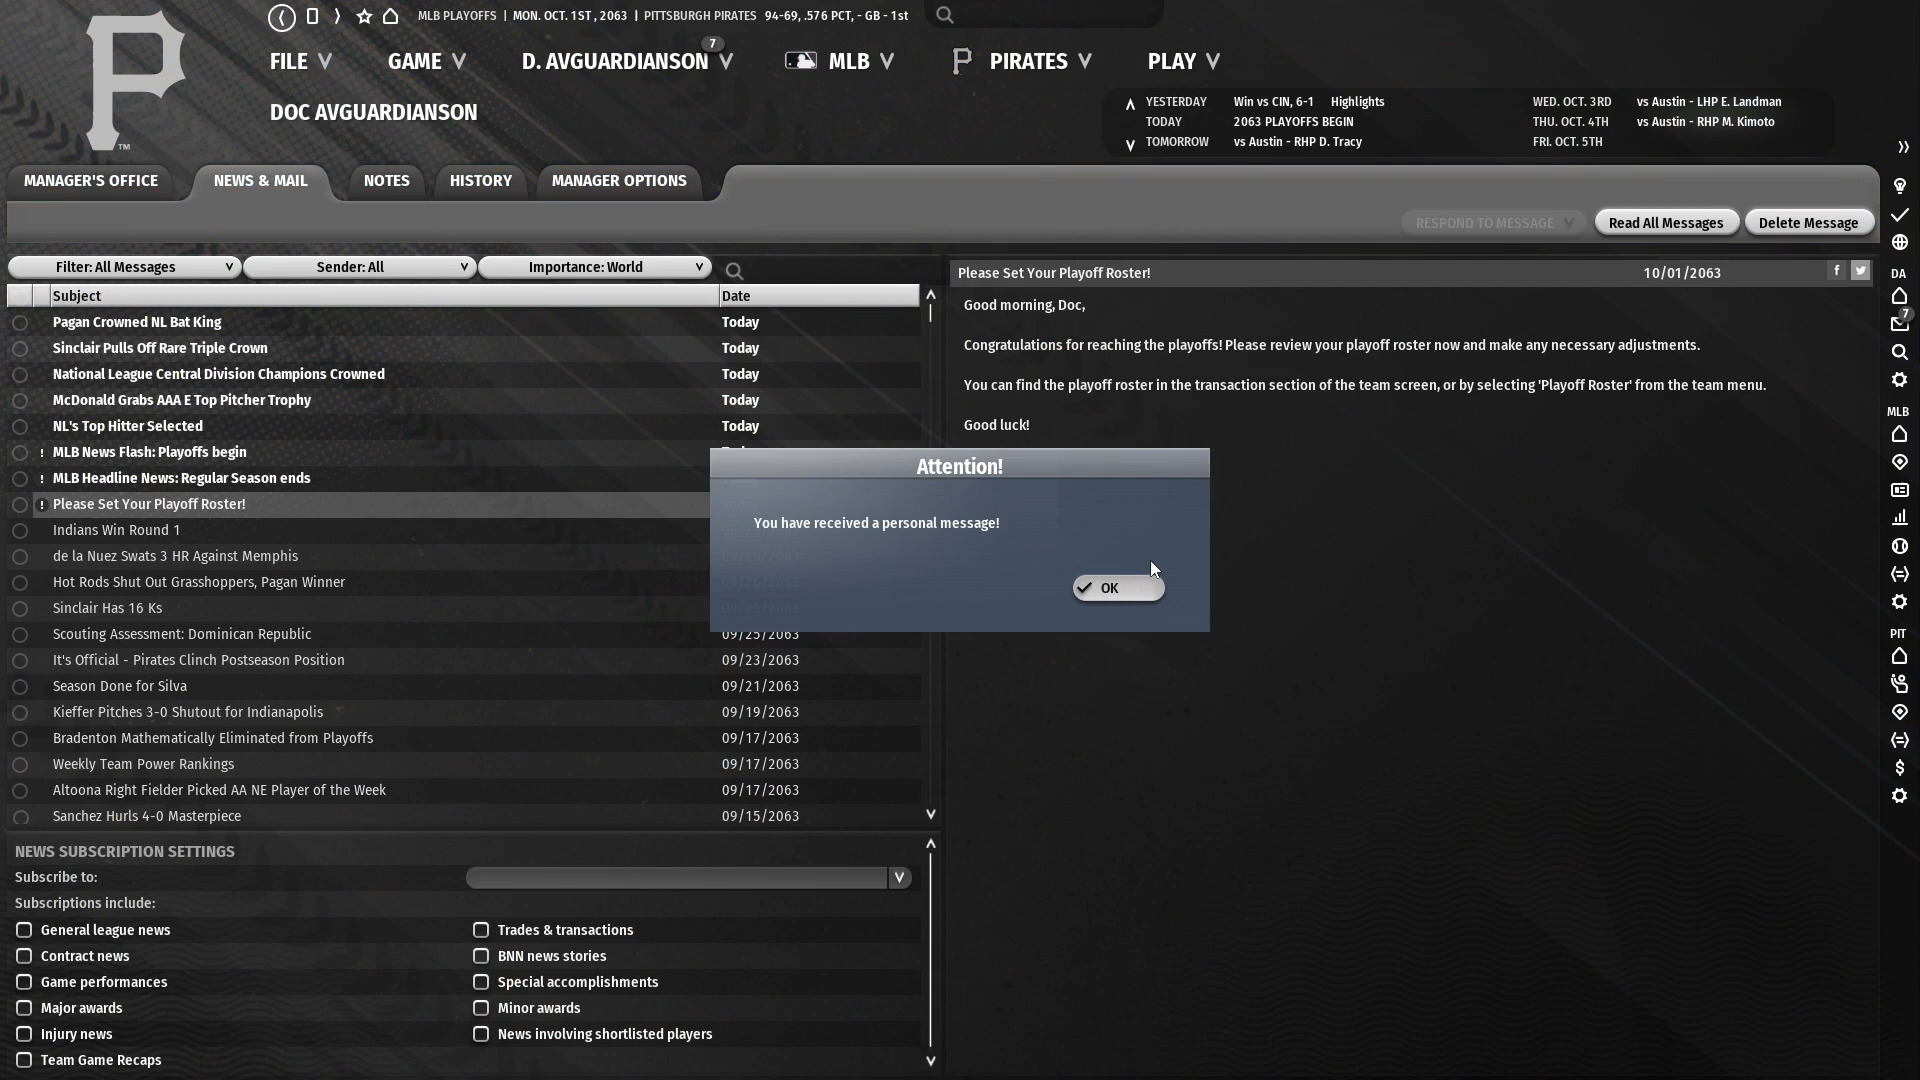 MLB PLAYOFFS | MON. OCT. 1ST , 2063 | PITTSBURGH PIRATES 94-69, .576 PCT, - GB - 1st
FILE GAME D. AVGUARDIANSON 7 MLB PIRATES PLAY
P
TM
DOC AVGUARDIANSON
YESTERDAY Win vs CIN, 6-1 Highlights WED. OCT. 3RD vs Austin - LHP E. Landman
TODAY 2063 PLAYOFFS BEGIN THU. OCT. 4TH vs Austin - RHP M. Kimoto
TOMORROW vs Austin - RHP D. Tracy FRI. OCT. 5TH
MANAGER'S OFFICE NEWS & MAIL NOTES HISTORY MANAGER OPTIONS
RESPOND TO MESSAGE Read All Messages Delete Message
Filter: All Messages Sender: All Importance: World
Subject Date
Pagan Crowned NL Bat King Today
Sinclair Pulls Off Rare Triple Crown Today
National League Central Division Champions Crowned Today
McDonald Grabs AAA E Top Pitcher Trophy Today
NL's Top Hitter Selected Today
! MLB News Flash: Playoffs begin
! MLB Headline News: Regular Season ends
! Please Set Your Playoff Roster!
Indians Win Round 1
de la Nuez Swats 3 HR Against Memphis
Hot Rods Shut Out Grasshoppers, Pagan Winner
Sinclair Has 16 Ks
Scouting Assessment: Dominican Republic 09/25/2063
It's Official - Pirates Clinch Postseason Position 09/23/2063
Season Done for Silva 09/21/2063
Kieffer Pitches 3-0 Shutout for Indianapolis 09/19/2063
Bradenton Mathematically Eliminated from Playoffs 09/17/2063
Weekly Team Power Rankings 09/17/2063
Altoona Right Fielder Picked AA NE Player of the Week 09/17/2063
Sanchez Hurls 4-0 Masterpiece 09/15/2063
Please Set Your Playoff Roster! 10/01/2063
Good morning, Doc,
Congratulations for reaching the playoffs! Please review your playoff roster now and make any necessary adjustments.
You can find the playoff roster in the transaction section of the team screen, or by selecting 'Playoff Roster' from the team menu.
Good luck!
Attention!
You have received a personal message!
OK
NEWS SUBSCRIPTION SETTINGS
Subscribe to:
Subscriptions include:
General league news Trades & transactions
Contract news BNN news stories
Game performances Special accomplishments
Major awards Minor awards
Injury news News involving shortlisted players
Team Game Recaps
DA
7
MLB
PIT
$